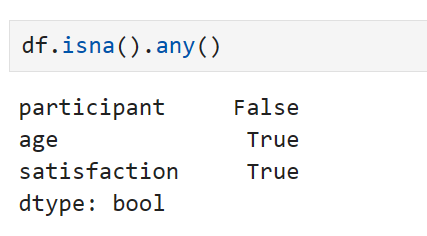 df.isna().any()
participant False
age True
satisfaction True
dtype: bool